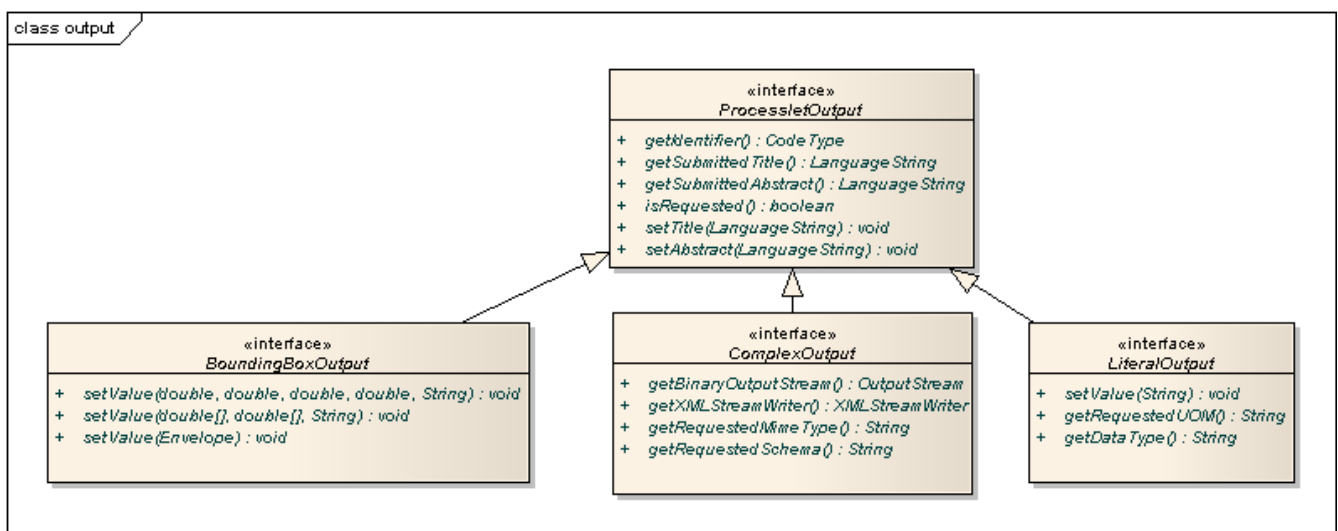 class output
«interface»
ProcessletOutput
+ getIdentifier() : CodeType
+ getSubmittedTitle() : LanguageString
+ getSubmittedAbstract() : LanguageString
+ isRequested() : boolean
+ setTitle(LanguageString) : void
+ setAbstract(LanguageString) : void
«interface»
BoundingBoxOutput
+ setValue(double, double, double, double, String) : void
+ setValue(double[], double[], String) : void
+ setValue(Envelope) : void
«interface»
ComplexOutput
+ getBinaryOutputStream() : OutputStream
+ getXMLStreamWriter() : XMLStreamWriter
+ getRequestedMimeType() : String
+ getRequestedSchema() : String
«interface»
LiteralOutput
+ setValue(String) : void
+ getRequestedUOM() : String
+ getDataType() : String